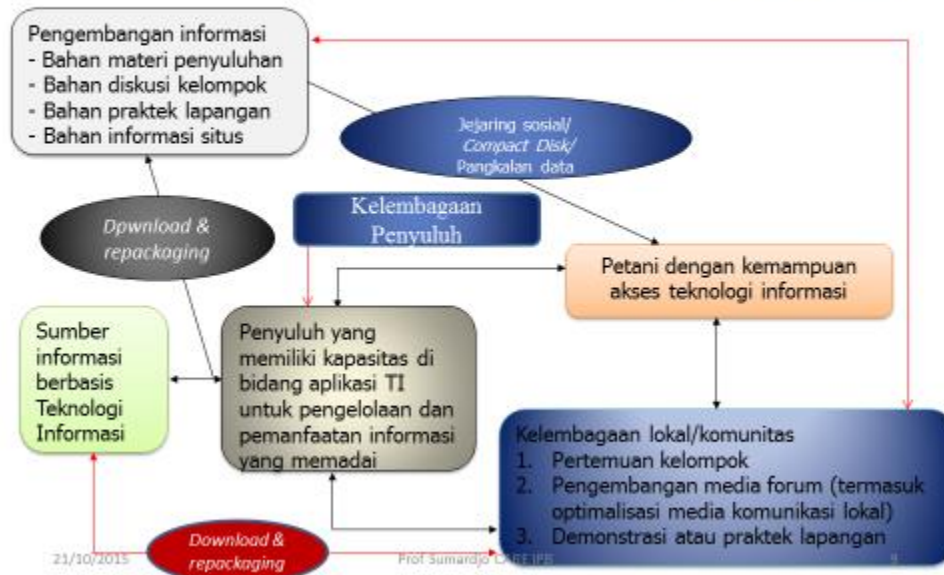 Pengembangan informasi
- Bahan materi penyuluhan
- Bahan diskusi kelompok
- Bahan praktek lapangan
- Bahan informasi situs
Jejaring sosial/
Compact Disk/
Pangkalan data
Dpwnload &
repackaging
Kelembagaan
Penyuluh
Petani dengan kemampuan
akses teknologi informasi
Sumber
informasi
berbasis
Teknologi
Informasi
Penyuluh yang
memiliki kapasitas di
bidang aplikasi TI
untuk pengelolaan dan
pemanfaatan informasi
yang memadai
Kelembagaan lokal/komunitas
1. Pertemuan kelompok
2. Pengembangan media forum (termasuk
optimalisasi media komunikasi lokal)
3. Demonstrasi atau praktek lapangan
Download &
repackaging
21/10/2015
Prof Sumardjo